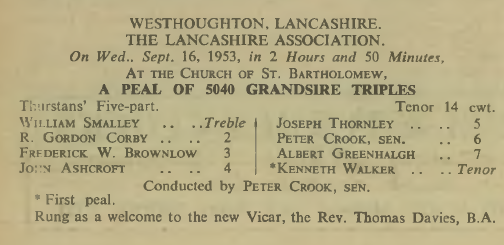 WESTHOUGHTON, LANCASHIRE.
THE LANCASHIRE ASSOCIATION.
On Wed.. Sept. 16, 1953, in 2 Hours and 50 Minutes,
AT THE CHURCH OF ST. BARTHOLOMEW,
A PEAL OF 5040 GRANDSIRE TRIPLES
Thurstans' Five-part. Tenor 14 cwt.
WILLIAM SMALLEY .. ..Treble
R. GORDON CORBY .. .. 2
FREDERICK W. BROWNLOW 3
JOHN ASHCROFT .. .. 4
JOSEPH THORNLEY .. .. 5
PETER CROOK, SEN. .. 6
ALBERT GREENHALGH .. 7
*KENNETH WALKER .. .. Tenor
Conducted by PETER CROOK, SEN.
* First peal.
Rung as a welcome to the new Vicar, the Rev. Thomas Davies, B.A.